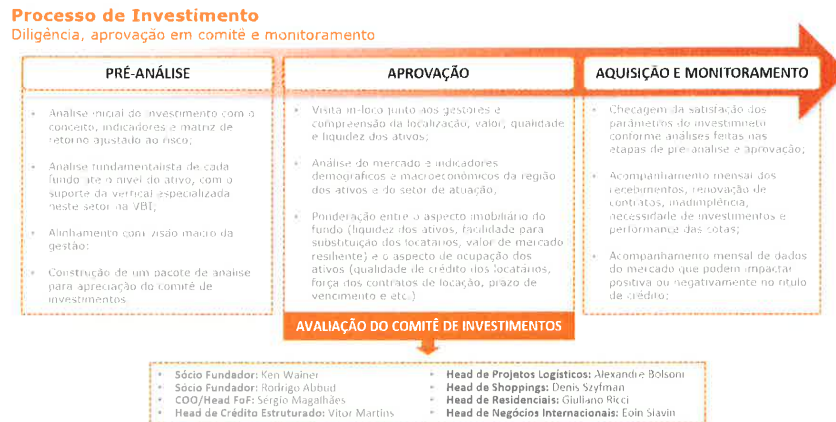 Processo de Investimento
Diligência, aprovação em comitê e monitoramento
PRÉ-ANÁLISE
• Análise inicial do investimento com o
conceito, indicadores e matriz de
retorno ajustado ao risco;
• Análise fundamentalista de cada
fundo até o nível do ativo, com o
suporte da vertical especializada
neste setor na VBI;
• Alinhamento com visão macro da
gestão;
• Construção de um pacote de análise
para apreciação do comitê de
investimentos
APROVAÇÃO
• Visita in-loco junto aos gestores e
compreensão da localização, valor, qualidade
e liquidez dos ativos;
• Análise do mercado e indicadores
demográficos e macroeconômicos da região
dos ativos e do setor de atuação;
• Ponderação entre o aspecto imobiliário do
fundo (liquidez dos ativos, facilidade para
substituição dos locatários, valor de mercado
resiliente) e o aspecto de ocupação dos
ativos (qualidade de crédito dos locatários,
força dos contratos de locação, prazo de
vencimento e etc.)
AQUISIÇÃO E MONITORAMENTO
• Checagem da satisfação dos
parâmetros do investimento
conforme análises feitas nas
etapas de pré-análise e aprovação;
• Acompanhamento mensal dos
recebimentos, renovação de
contratos, inadimplência,
necessidade de investimentos e
performance das cotas;
• Acompanhamento mensal de dados
do mercado que podem impactar
positiva ou negativamente no título
de crédito;
AVALIAÇÃO DO COMITÊ DE INVESTIMENTOS
• Sócio Fundador: Ken Wainer
• Sócio Fundador: Rodrigo Abbud
• COO/Head FoF: Sérgio Magalhães
• Head de Crédito Estruturado: Vitor Martins
• Head de Projetos Logísticos: Alexandre Bolsoni
• Head de Shoppings: Denis Szyfman
• Head de Residenciais: Giuliano Ricci
• Head de Negócios Internacionais: Eoin Slavin